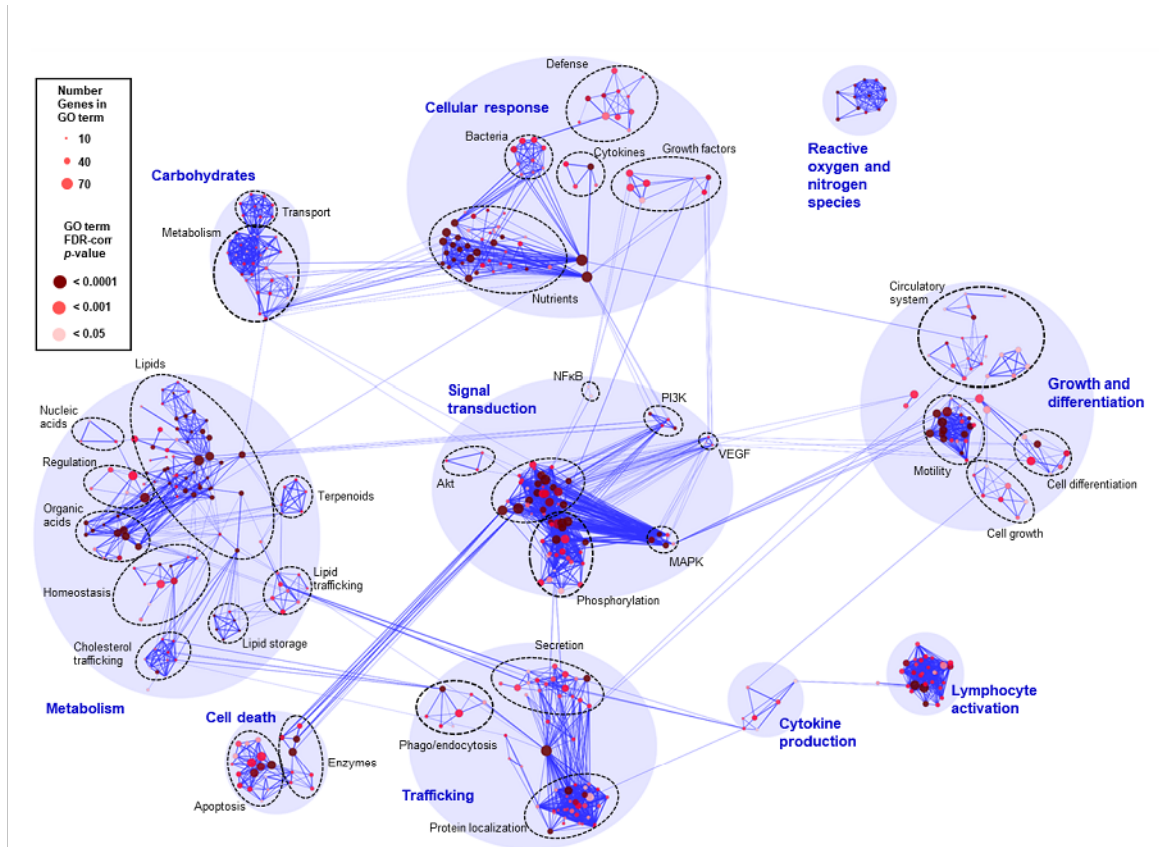 Number
Genes in
GO term
10
40
70
GO term
FDR-corr
p-value
< 0.0001
< 0.001
< 0.05
Carbohydrates
Transport
Metabolism
Cellular response
Defense
Bacteria
Cytokines
Growth factors
Nutrients
Reactive
oxygen and
nitrogen
species
Circulatory
system
Growth and
differentiation
Motility
Cell differentiation
Cell growth
Lipids
Nucleic
acids
Regulation
Organic
acids
Homeostasis
Cholesterol
trafficking
Terpenoids
Lipid
trafficking
Lipid storage
Metabolism
Signal
transduction
NFκB
PI3K
VEGF
Akt
MAPK
Phosphorylation
Cell death
Enzymes
Apoptosis
Secretion
Phago/endocytosis
Trafficking
Protein localization
Cytokine
production
Lymphocyte
activation